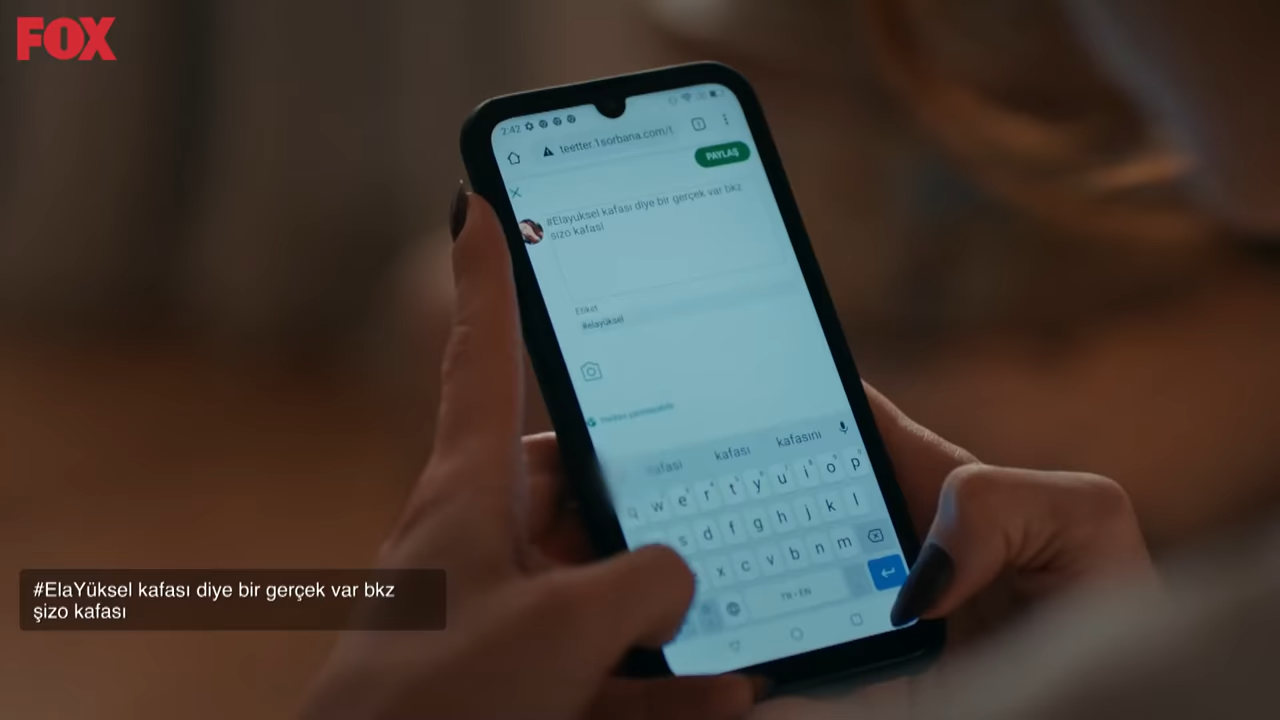 FOX
2:42
teetter.1sorbana.com/t
1
PAYLAŞ
#Elayüksel kafası diye bir gerçek var bkz
şizo kafası
Etiket
#elayüksel
kafası kafası kafasını
q w e r t y u i o p
s d f g h j k l
x c v b n m
TR • EN
#ElaYüksel kafası diye bir gerçek var bkz
şizo kafası